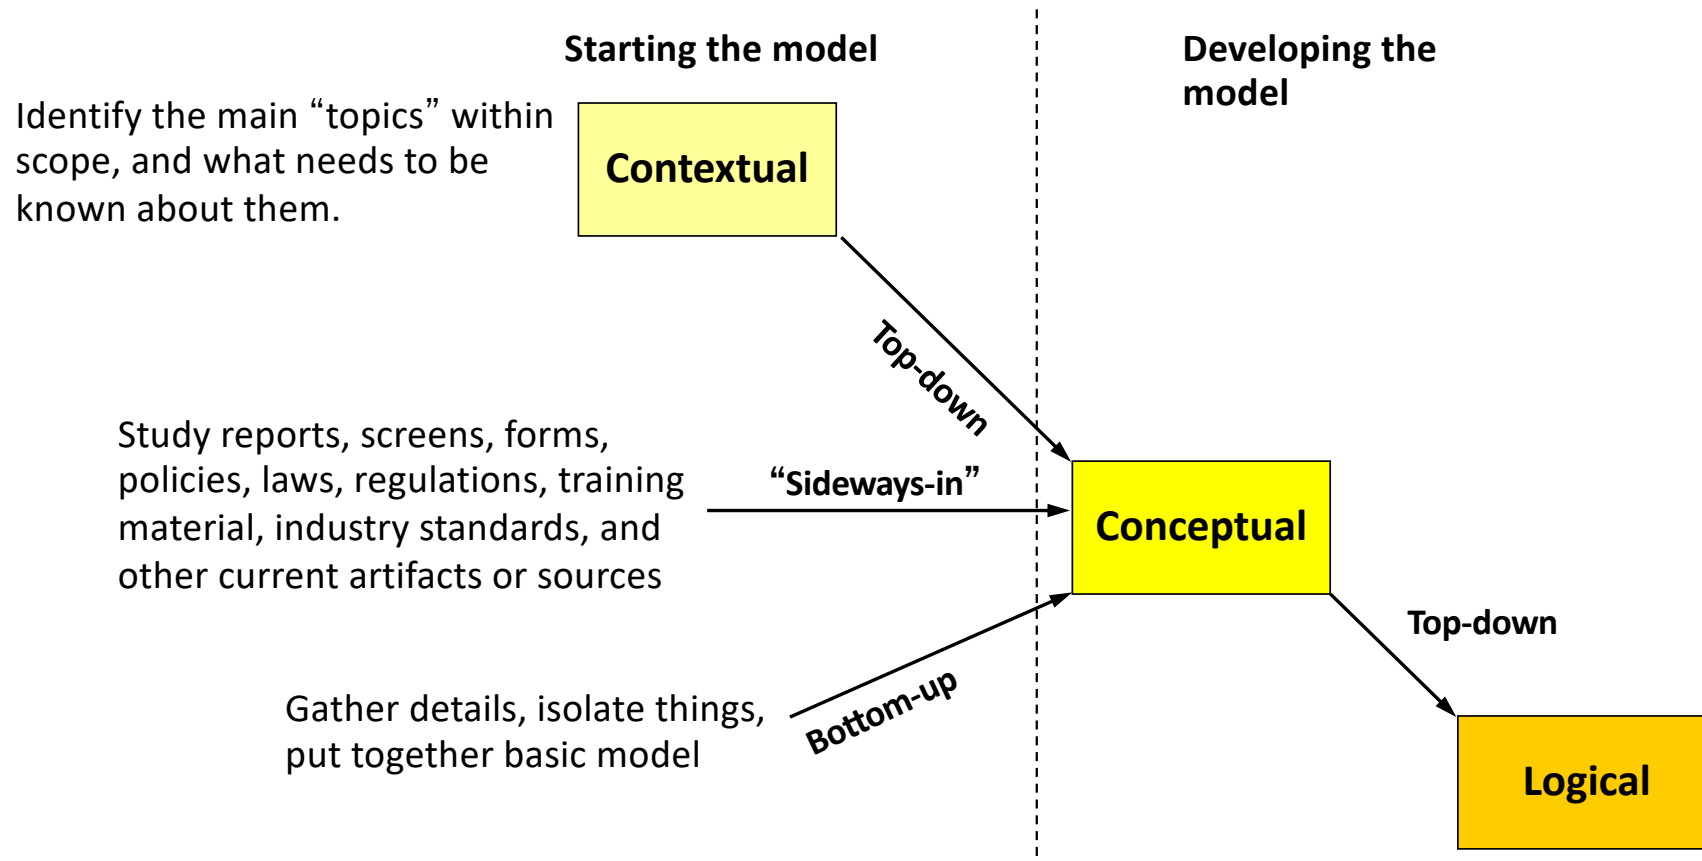 Starting the model
Developing the
model
Identify the main “topics” within
scope, and what needs to be
known about them.
Contextual
Top-down
Study reports, screens, forms,
policies, laws, regulations, training
material, industry standards, and
other current artifacts or sources
“Sideways-in”
Conceptual
Top-down
Gather details, isolate things,
put together basic model
Bottom-up
Logical